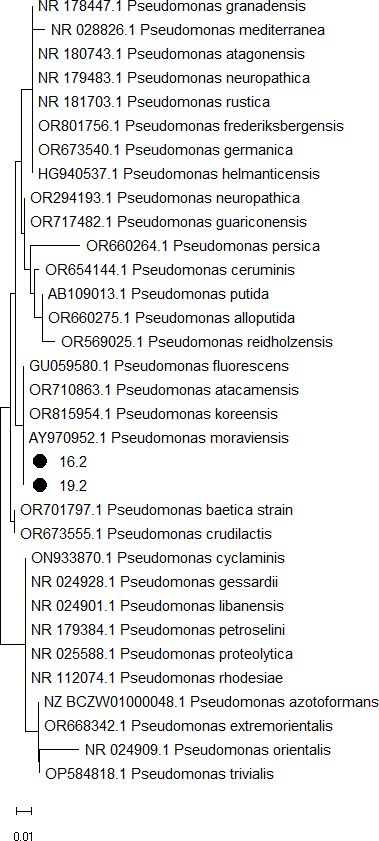 NR 178447.1 Pseudomonas granadensis
NR 028826.1 Pseudomonas mediterranea
NR 180743.1 Pseudomonas atagonensis
NR 179483.1 Pseudomonas neuropathica
NR 181703.1 Pseudomonas rustica
OR801756.1 Pseudomonas frederiksbergensis
OR673540.1 Pseudomonas germanica
HG940537.1 Pseudomonas helmanticensis
OR294193.1 Pseudomonas neuropathica
OR717482.1 Pseudomonas guariconensis
OR660264.1 Pseudomonas persica
OR654144.1 Pseudomonas ceruminis
AB109013.1 Pseudomonas putida
OR660275.1 Pseudomonas alloputida
OR569025.1 Pseudomonas reidholzensis
GU059580.1 Pseudomonas fluorescens
OR710863.1 Pseudomonas atacamensis
OR815954.1 Pseudomonas koreensis
AY970952.1 Pseudomonas moraviensis
16.2
19.2
OR701797.1 Pseudomonas baetica strain
OR673555.1 Pseudomonas crudilactis
ON933870.1 Pseudomonas cyclaminis
NR 024928.1 Pseudomonas gessardii
NR 024901.1 Pseudomonas libanensis
NR 179384.1 Pseudomonas petroselini
NR 025588.1 Pseudomonas proteolytica
NR 112074.1 Pseudomonas rhodesiae
NZ BCZW01000048.1 Pseudomonas azotoformans
OR668342.1 Pseudomonas extremorientalis
NR 024909.1 Pseudomonas orientalis
OP584818.1 Pseudomonas trivialis
0.01